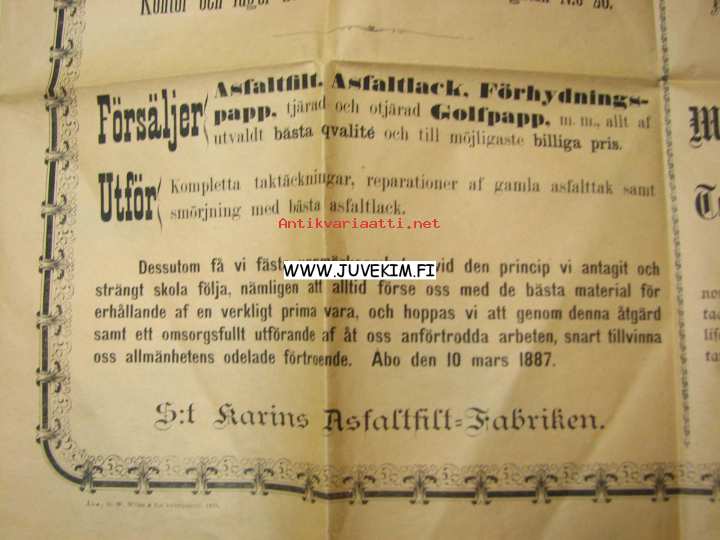 Kontor och lager
Försäljer
Asfaltfilt, Asfaltlack, Förhydnings-
papp, tjärad och otjärad Golfpapp, m. m., allt af
utvaldt bästa qvalité och till möjligaste billiga pris.
Utför
Kompletta taktäckningar, reparationer af gamla asfalttak samt
smörjning med bästa asfaltlack.
Antikvariaatti.net
WWW.JUVEKIM.FI
Dessutom få vi fästa vid den princip vi antagit och
strängt skola följa, nämligen att alltid förse oss med de bästa material för
erhållande af en verkligt prima vara, och hoppas vi att genom denna åtgärd
samt ett omsorgsfullt utförande af åt oss anförtrodda arbeten, snart tillvinna
oss allmänhetens odelade förtroende. Åbo den 10 mars 1887.
S:t Karins Asfaltfilt-Fabriken.